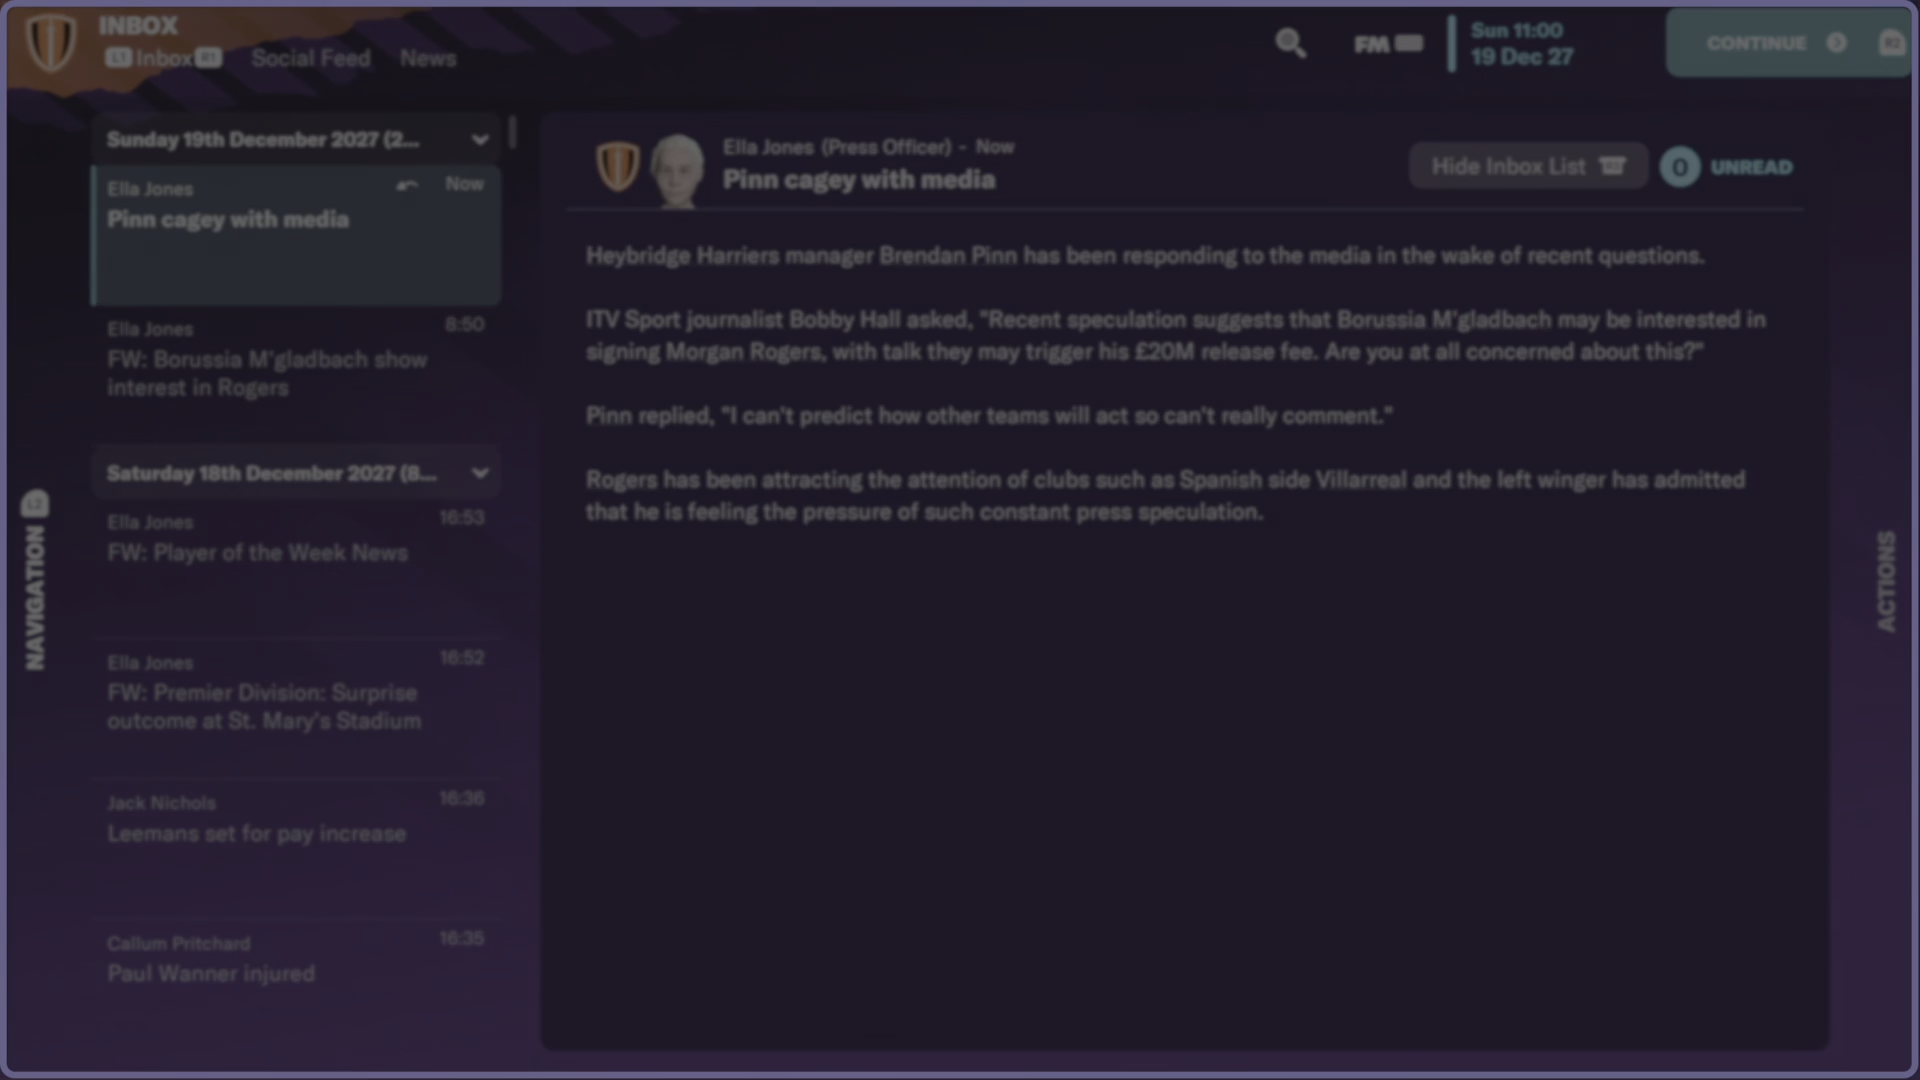 INBOX
L1 Inbox R1 Social Feed News
FM
Sun 11:00
19 Dec 27
CONTINUE
R2
Sunday 19th December 2027 (2...
Ella Jones Now
Pinn cagey with media
Ella Jones 8:50
FW: Borussia M'gladbach show
interest in Rogers
Saturday 18th December 2027 (8...
Ella Jones 16:53
FW: Player of the Week News
Ella Jones 16:52
FW: Premier Division: Surprise
outcome at St. Mary's Stadium
Jack Nichols 16:36
Leemans set for pay increase
Callum Pritchard 16:35
Paul Wanner injured
L2
NAVIGATION
Ella Jones (Press Officer) - Now
Pinn cagey with media
Hide Inbox List
0 UNREAD
Heybridge Harriers manager Brendan Pinn has been responding to the media in the wake of recent questions.
ITV Sport journalist Bobby Hall asked, "Recent speculation suggests that Borussia M'gladbach may be interested in
signing Morgan Rogers, with talk they may trigger his £20M release fee. Are you at all concerned about this?"
Pinn replied, "I can't predict how other teams will act so can't really comment."
Rogers has been attracting the attention of clubs such as Spanish side Villarreal and the left winger has admitted
that he is feeling the pressure of such constant press speculation.
ACTIONS